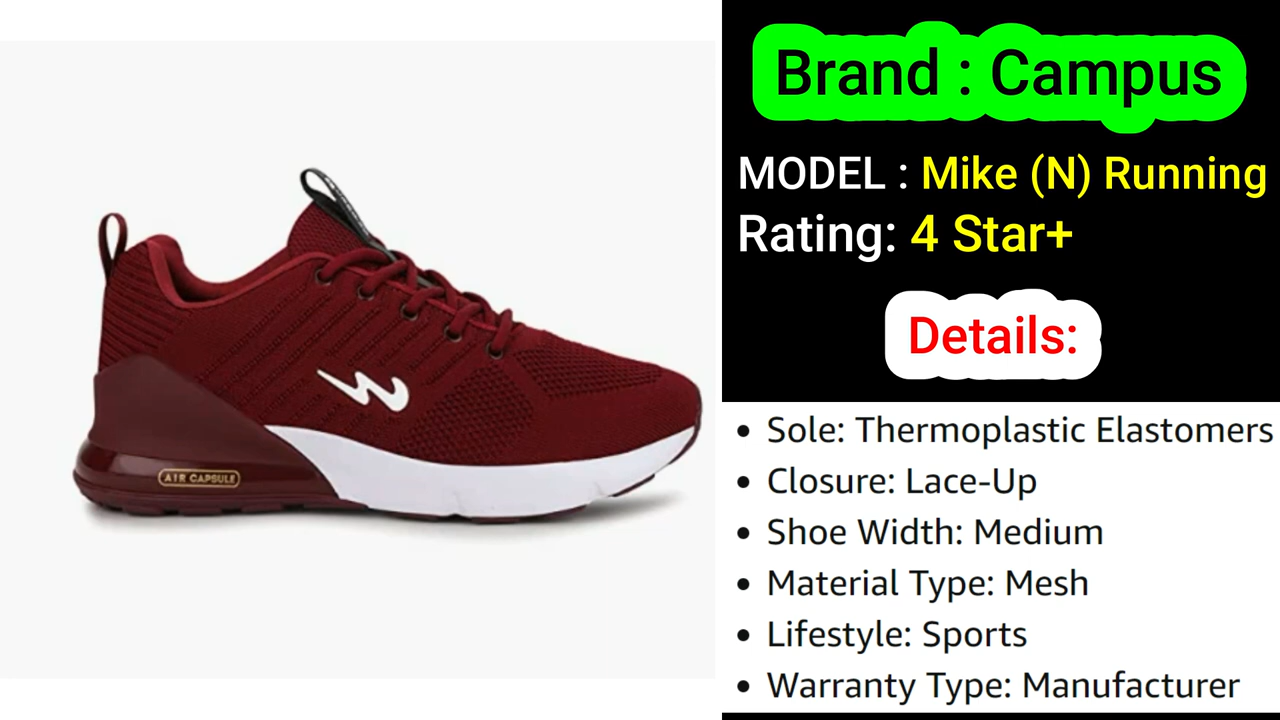 Brand : Campus
MODEL : Mike (N) Running
Rating: 4 Star+
Details:
• Sole: Thermoplastic Elastomers
• Closure: Lace-Up
• Shoe Width: Medium
• Material Type: Mesh
• Lifestyle: Sports
• Warranty Type: Manufacturer
AIR CAPSULE